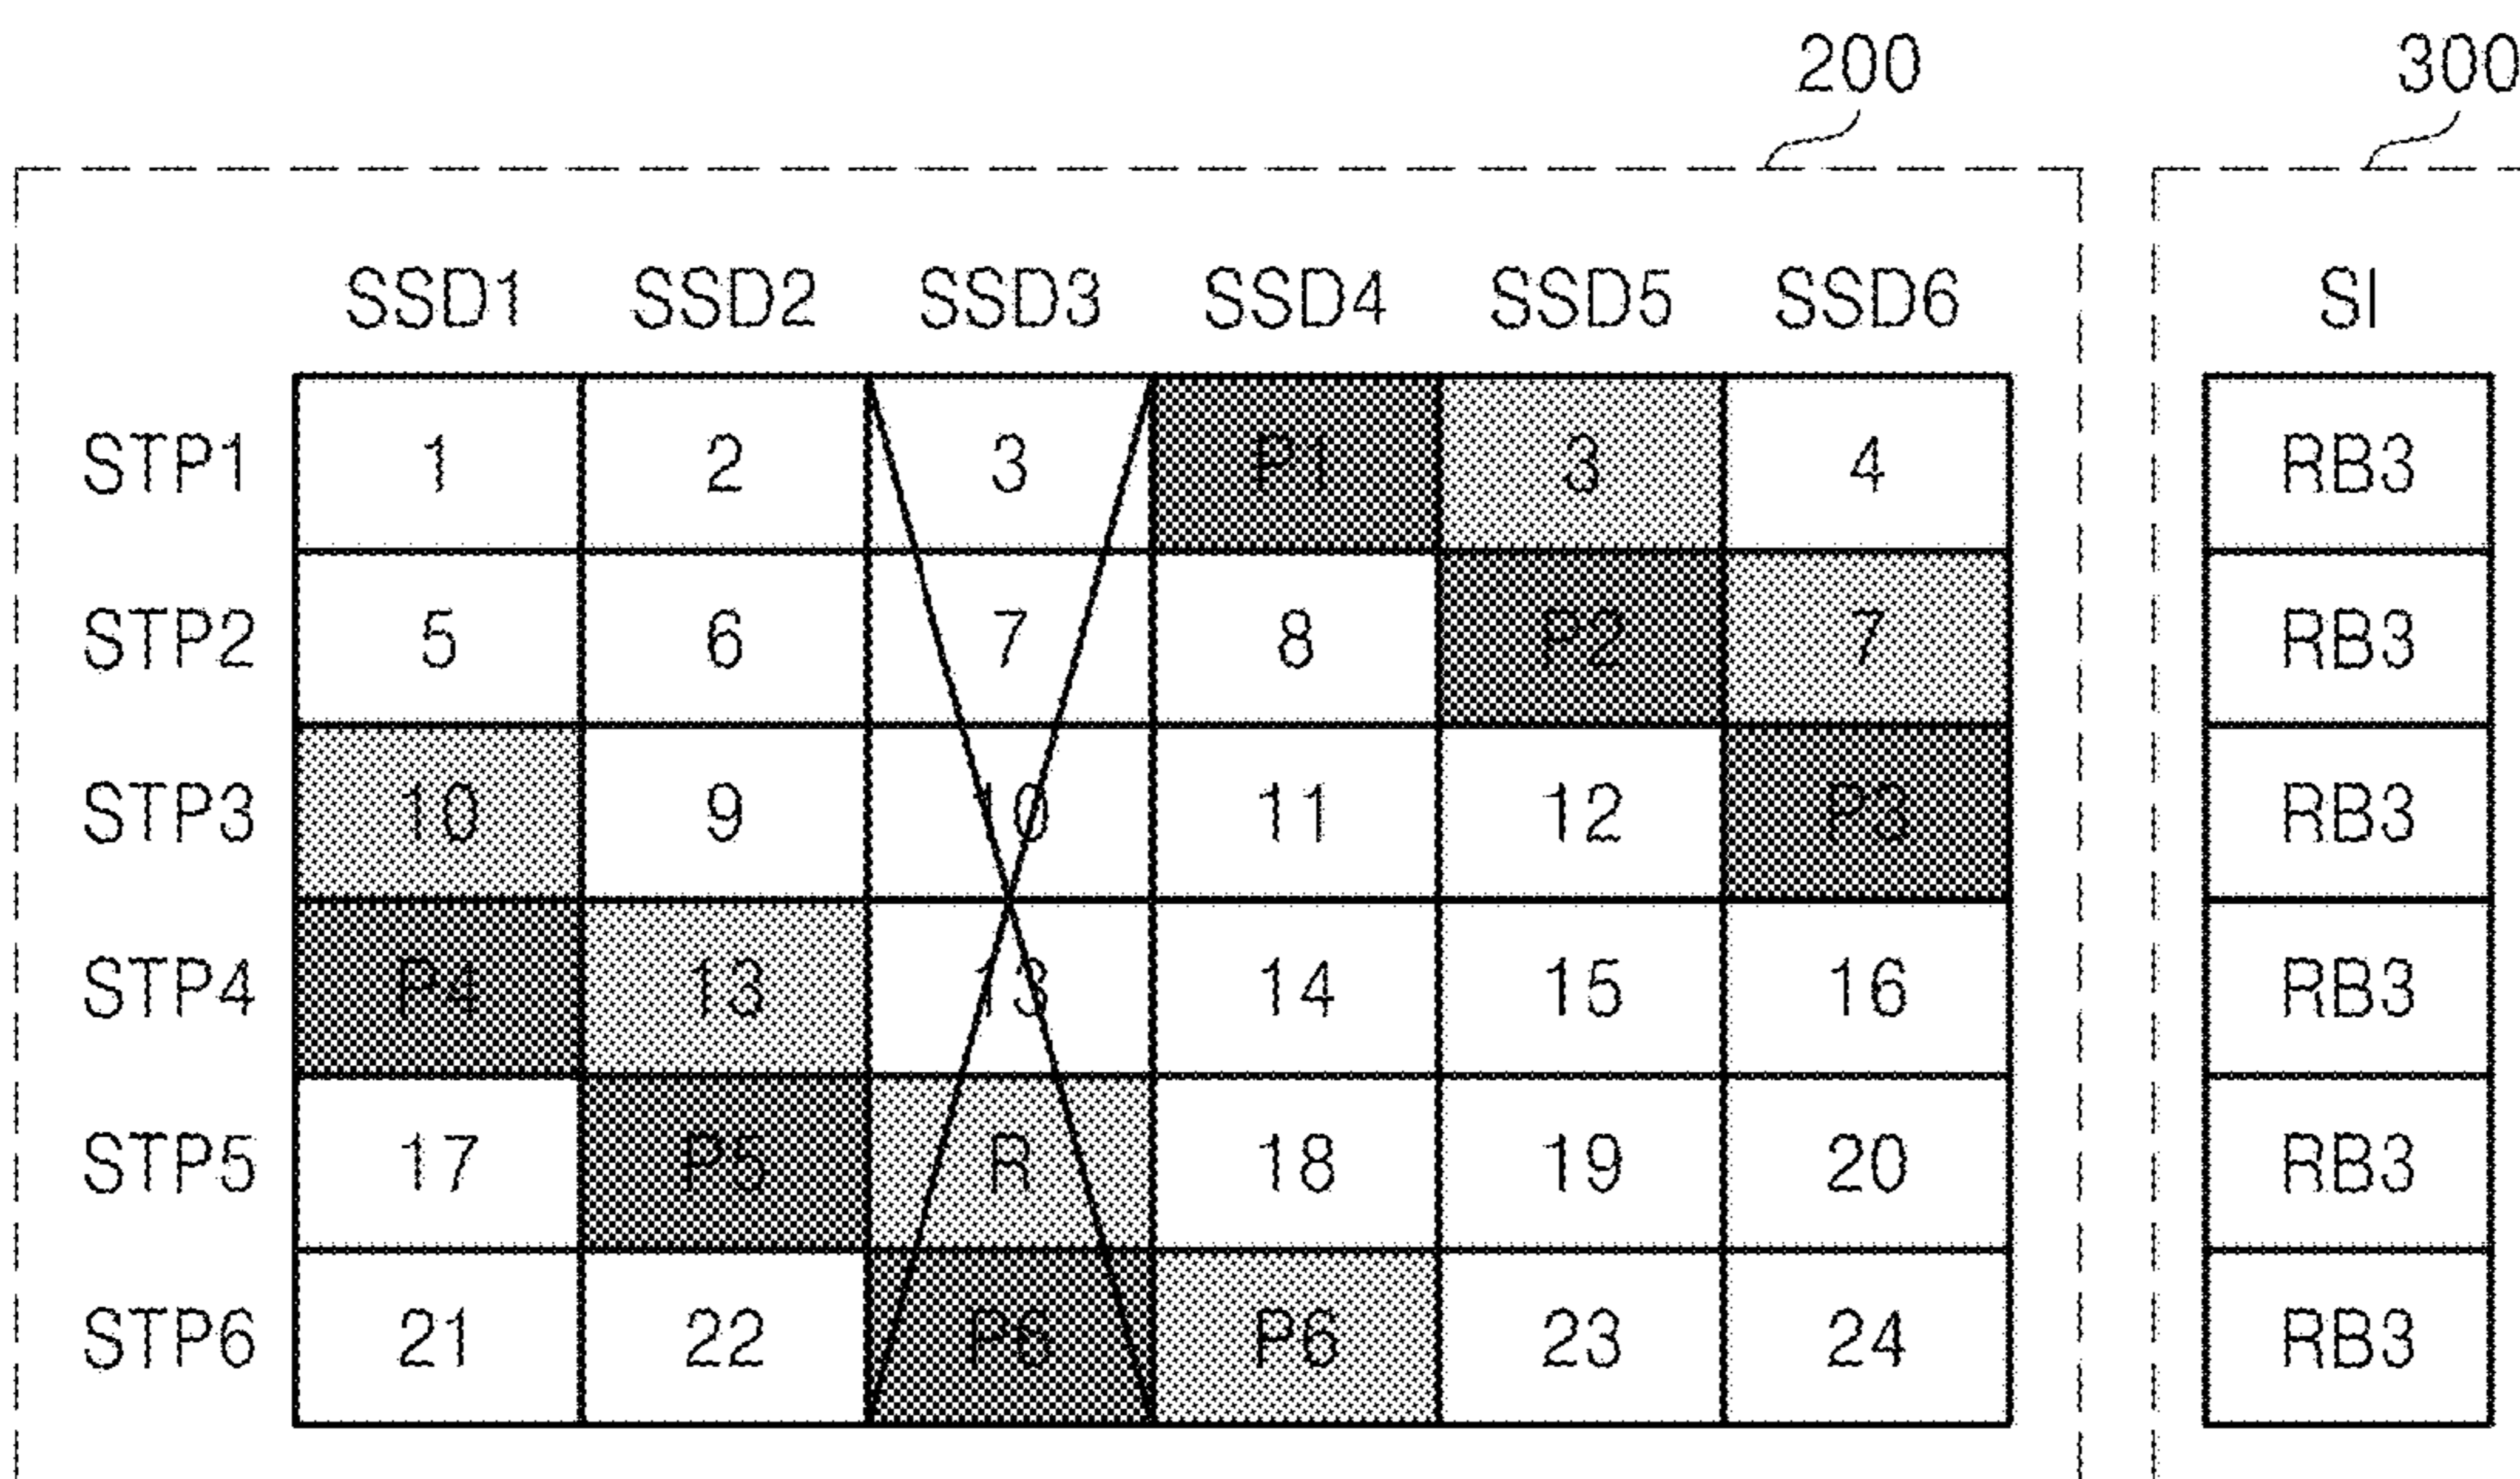 200 300
SSD1 SSD2 SSD3 SSD4 SSD5 SSD6 SI
STP1 1 2 3 P1 3 4 RB3
STP2 5 6 7 8 P2 7 RB3
STP3 10 9 10 11 12 P3 RB3
STP4 P4 13 13 14 15 16 RB3
STP5 17 P5 R 18 19 20 RB3
STP6 21 22 P6 P6 23 24 RB3